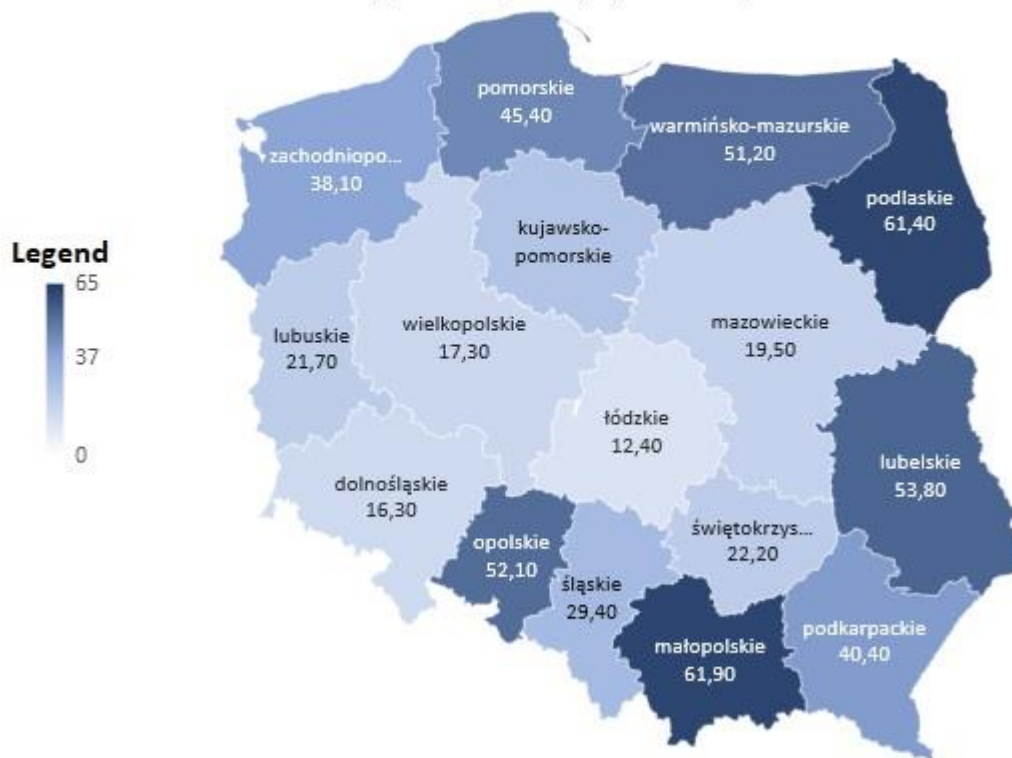 pomorskie
45,40
warmińsko-mazurskie
51,20
zachodniopo...
38,10
podlaskie
61,40
kujawsko-
pomorskie
Legend
65
37
0
lubuskie
21,70
wielkopolskie
17,30
mazowieckie
19,50
łódzkie
12,40
lubelskie
53,80
dolnośląskie
16,30
opolskie
52,10
świętokrzys...
22,20
śląskie
29,40
małopolskie
61,90
podkarpackie
40,40